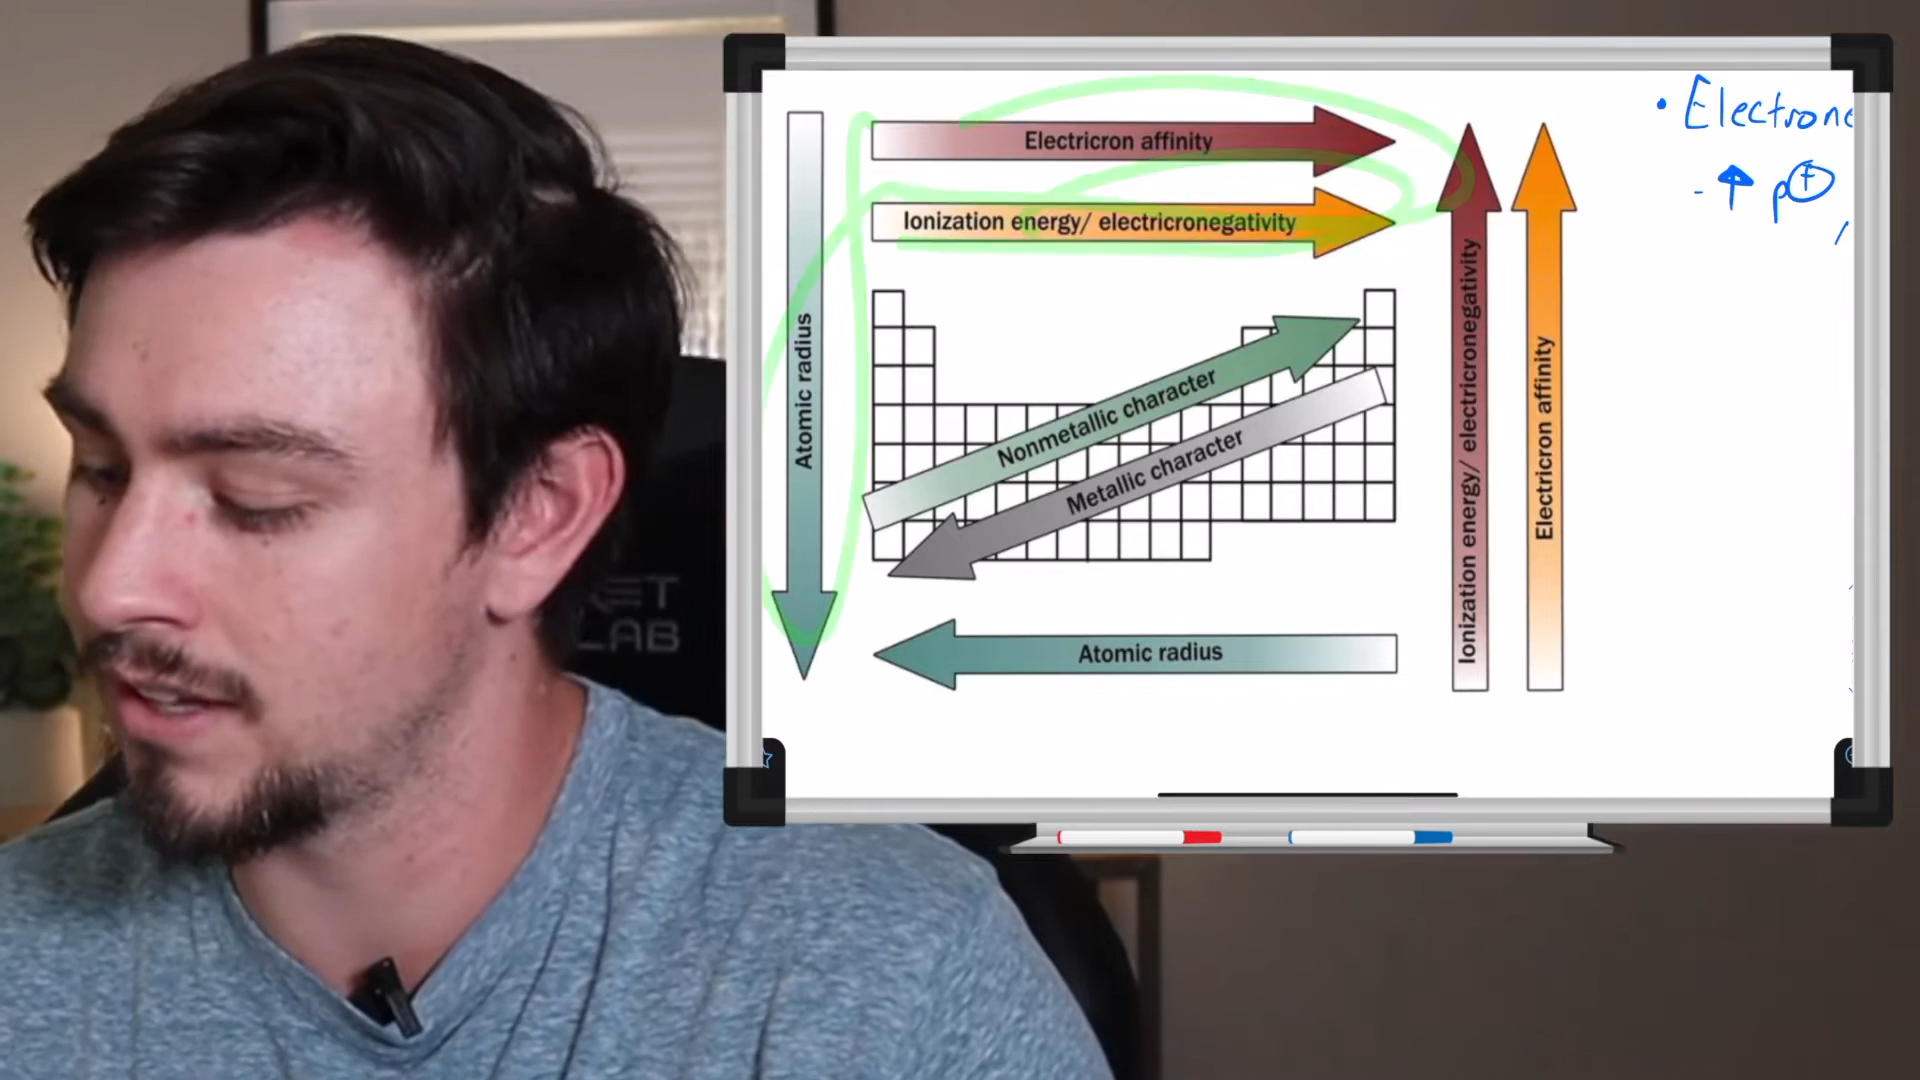 • Electrone
Electricron affinity
- ↑ p⊕
Ionization energy/ electricronegativity
Atomic radius
Nonmetallic character
Metallic character
Atomic radius
Ionization energy/ electricronegativity
Electricron affinity
LAB